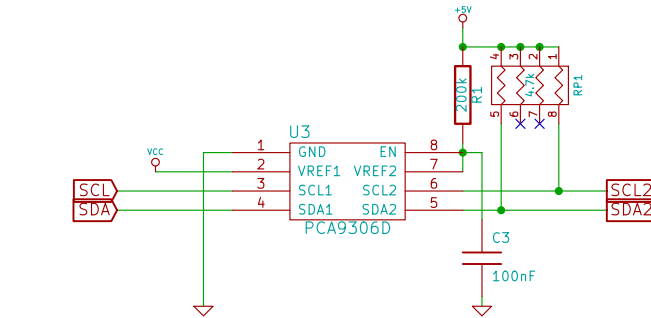 +5V
4 3 2 1
200k R1 4.7k RP1
5 6 7 8
U3
VCC
1 GND EN 8
2 VREF1 VREF2 7
SCL 3 SCL1 SCL2 6 SCL2
SDA 4 SDA1 SDA2 5 SDA2
PCA9306D
C3
100nF